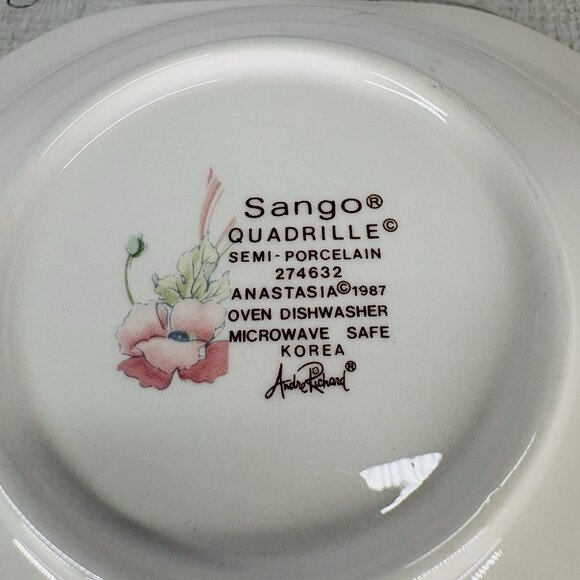 Sango®
QUADRILLE©
SEMI-PORCELAIN
274632
ANASTASIA©1987
OVEN DISHWASHER
MICROWAVE SAFE
KOREA
Andre Richard®